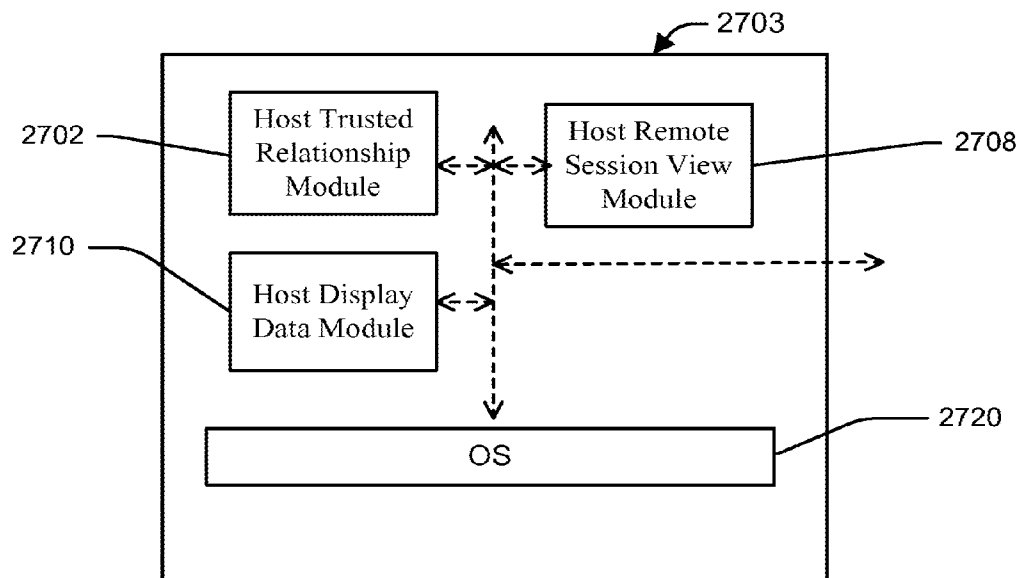 2703
2702
Host Trusted
Relationship
Module
Host Remote
Session View
Module
2708
2710
Host Display
Data Module
2720
OS